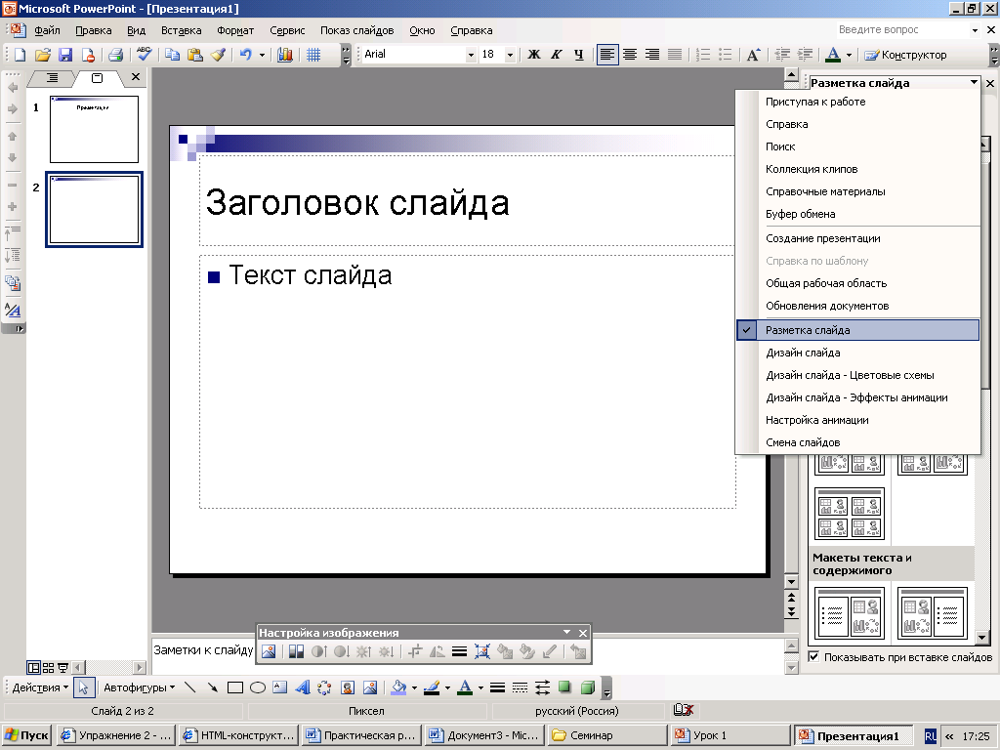 Microsoft PowerPoint - [Презентация1]
Файл Правка Вид Вставка Формат Сервис Показ слайдов Окно Справка Введите вопрос
Arial 18 Ж К Ч Конструктор
1
Презентации
2
Заголовок слайда
Текст слайда
Разметка слайда
Приступая к работе
Справка
Поиск
Коллекция клипов
Справочные материалы
Буфер обмена
Создание презентации
Справка по шаблону
Общая рабочая область
Обновления документов
Разметка слайда
Дизайн слайда
Дизайн слайда - Цветовые схемы
Дизайн слайда - Эффекты анимации
Настройка анимации
Смена слайдов
Макеты текста и
содержимого
Показывать при вставке слайдов
Настройка изображения
Заметки к слайду
Действия Автофигуры
Слайд 2 из 2 Пиксел русский (Россия)
Пуск Упражнение 2 - ... HTML-конструкт... Практическая р... Документ3 - Mic... Семинар Урок 1 Презентация1 RL « 17:25